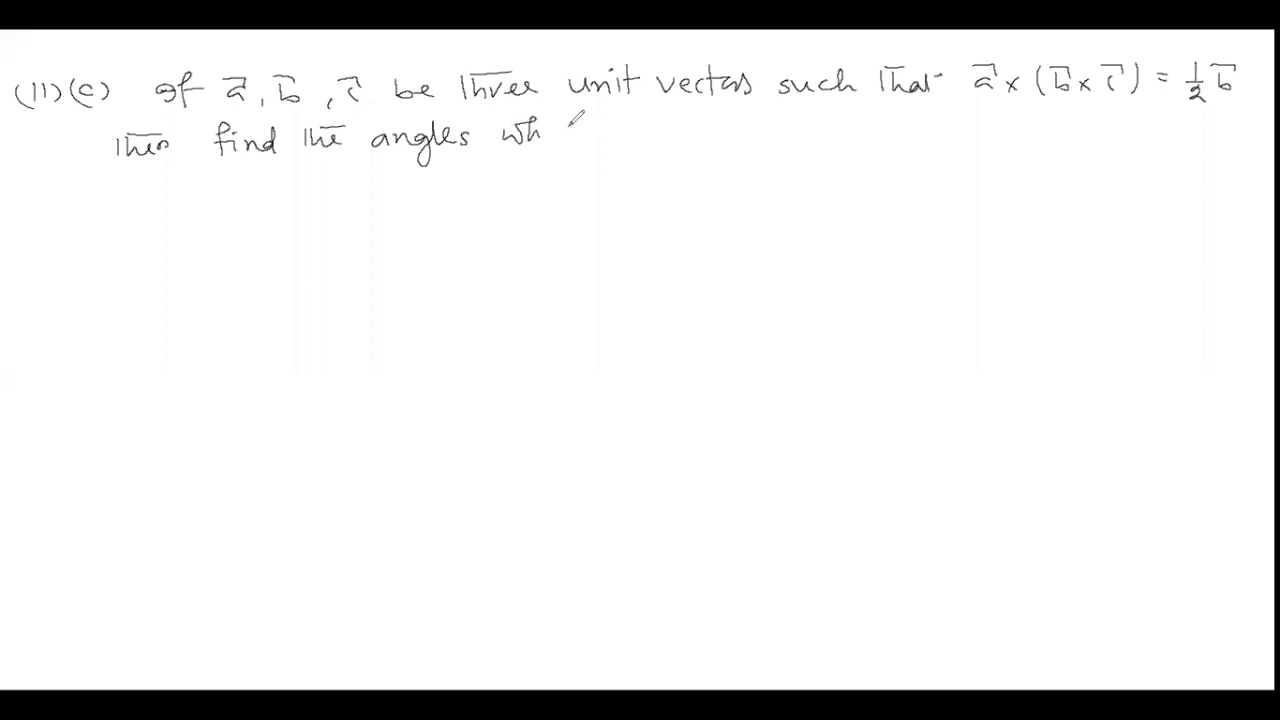 (11)(c) If a⃗, b⃗, c⃗ be three unit vectors such that a⃗ × (b⃗ × c⃗) = 1/2 b⃗
then find the angles wh